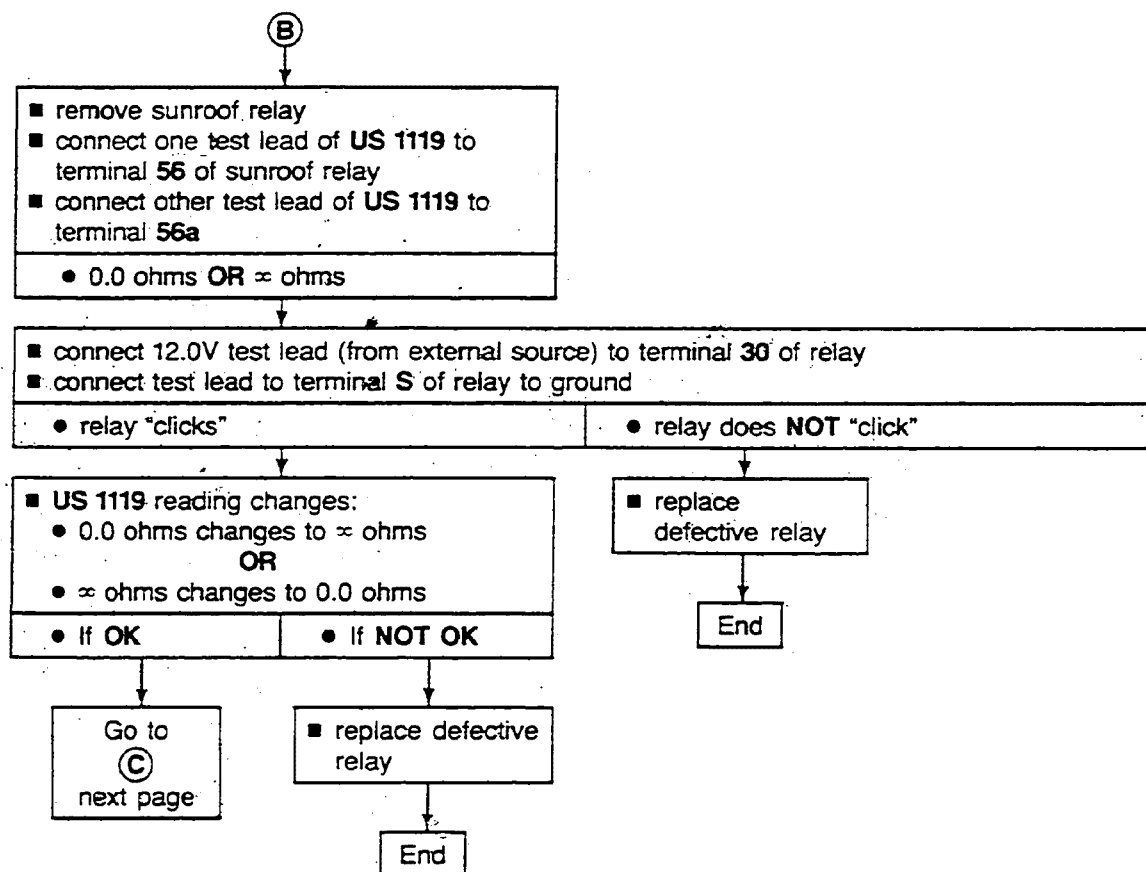 B
■ remove sunroof relay
■ connect one test lead of US 1119 to
terminal 56 of sunroof relay
■ connect other test lead of US 1119 to
terminal 56a
● 0.0 ohms OR ∞ ohms
■ connect 12.0V test lead (from external source) to terminal 30 of relay
■ connect test lead to terminal S of relay to ground
● relay "clicks"
● relay does NOT "click"
■ US 1119 reading changes:
● 0.0 ohms changes to ∞ ohms
OR
● ∞ ohms changes to 0.0 ohms
● If OK
● If NOT OK
■ replace
defective relay
End
Go to
C
next page
■ replace defective
relay
End